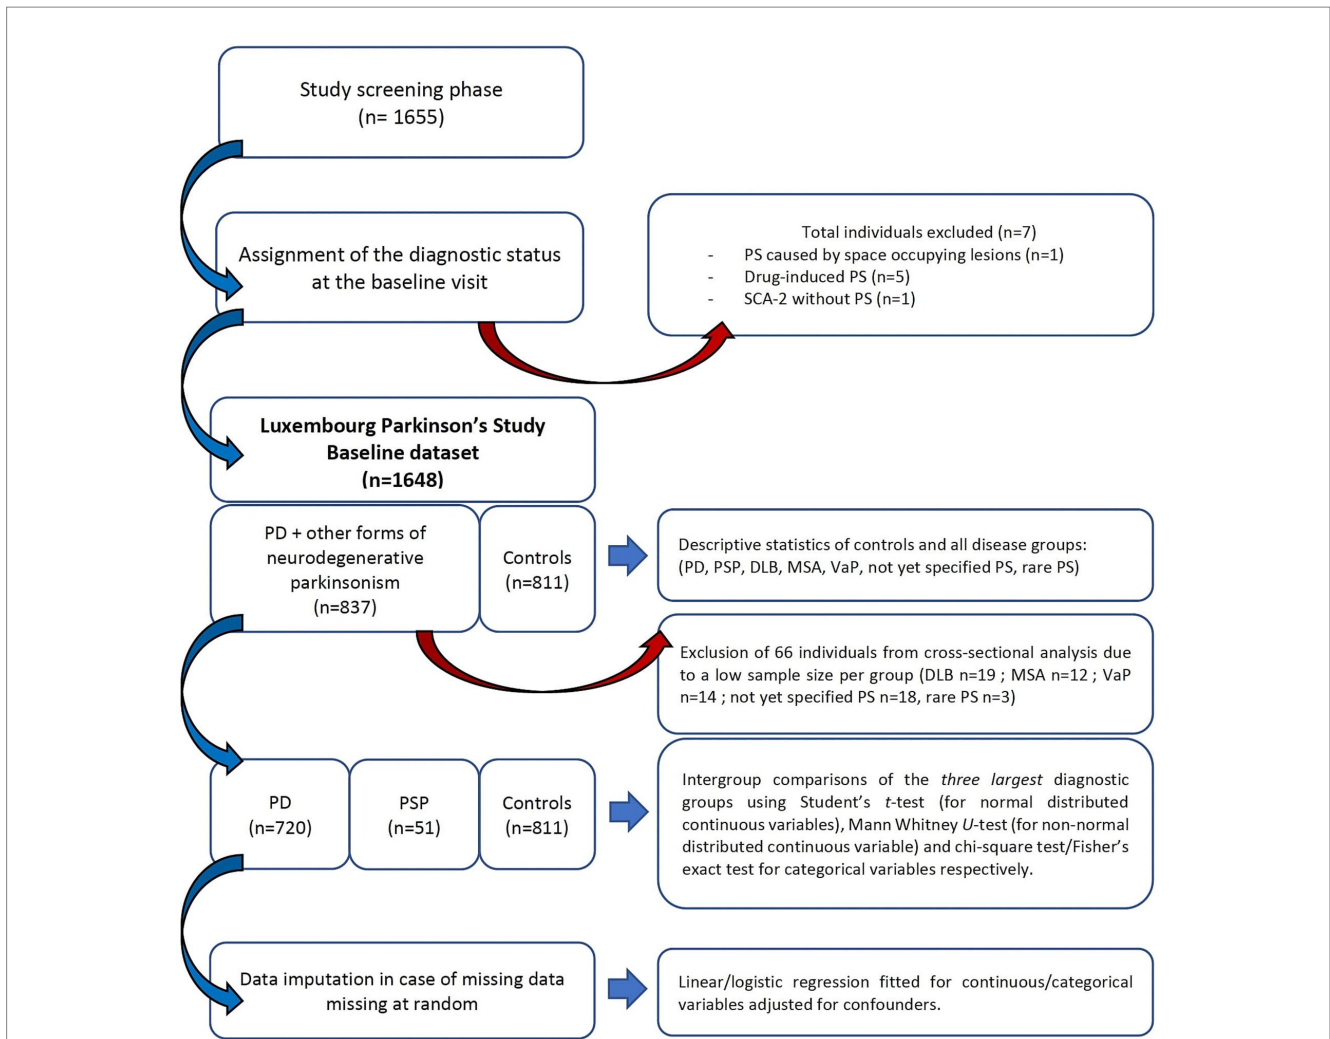 Study screening phase
(n= 1655)
Assignment of the diagnostic status
at the baseline visit
Total individuals excluded (n=7)
- PS caused by space occupying lesions (n=1)
- Drug-induced PS (n=5)
- SCA-2 without PS (n=1)
Luxembourg Parkinson’s Study
Baseline dataset
(n=1648)
PD + other forms of
neurodegenerative
parkinsonism
(n=837)
Controls
(n=811)
Descriptive statistics of controls and all disease groups:
(PD, PSP, DLB, MSA, VaP, not yet specified PS, rare PS)
Exclusion of 66 individuals from cross-sectional analysis due
to a low sample size per group (DLB n=19 ; MSA n=12 ; VaP
n=14 ; not yet specified PS n=18, rare PS n=3)
PD
(n=720)
PSP
(n=51)
Controls
(n=811)
Intergroup comparisons of the three largest diagnostic
groups using Student’s t-test (for normal distributed
continuous variables), Mann Whitney U-test (for non-normal
distributed continuous variable) and chi-square test/Fisher’s
exact test for categorical variables respectively.
Data imputation in case of missing data
missing at random
Linear/logistic regression fitted for continuous/categorical
variables adjusted for confounders.